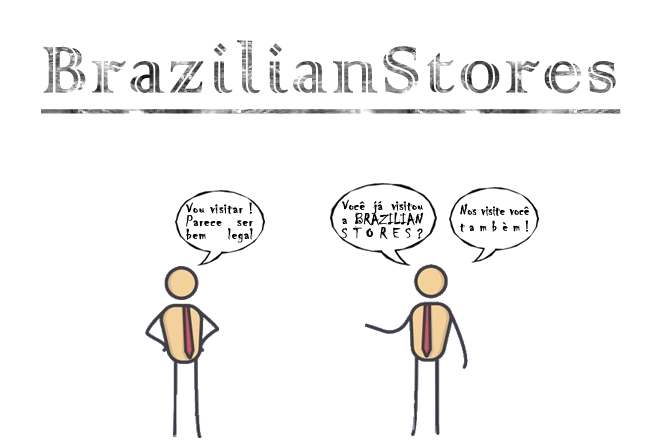 BrazilianStores
Vou visitar !
Parece ser
bem legal
Você já visitou
a BRAZILIAN
STORES?
Nos visite você
também!